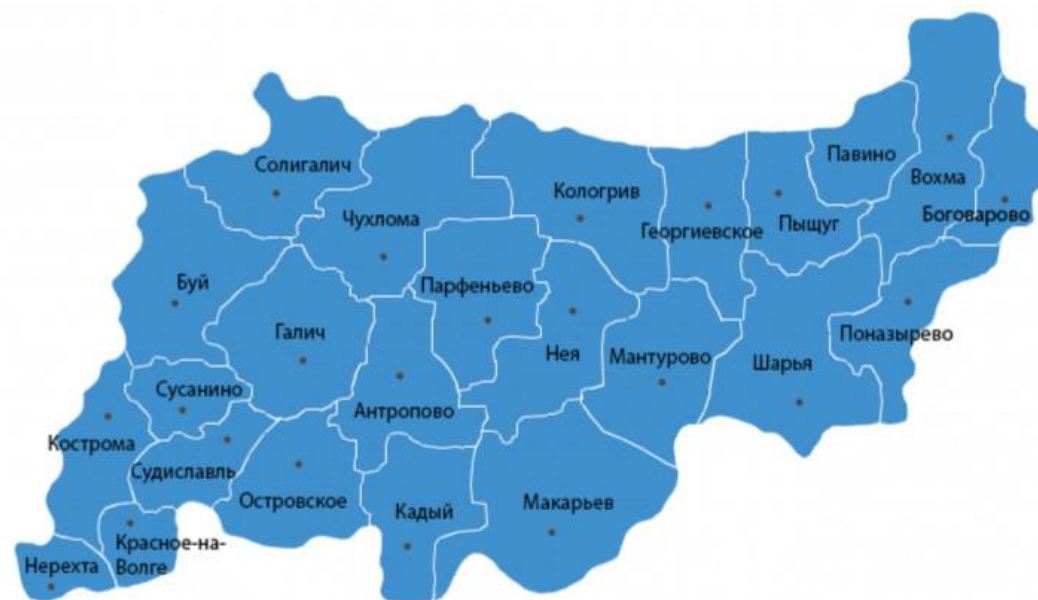 Павино
Солигалич
Вохма
Кологрив
Боговарово
Чухлома
Пыщуг
Георгиевское
Буй
Парфеньево
Галич
Поназырево
Нея
Мантурово
Шарья
Сусанино
Антропово
Кострома
Судиславль
Островское
Макарьев
Кадый
Красное-на-
Волге
Нерехта